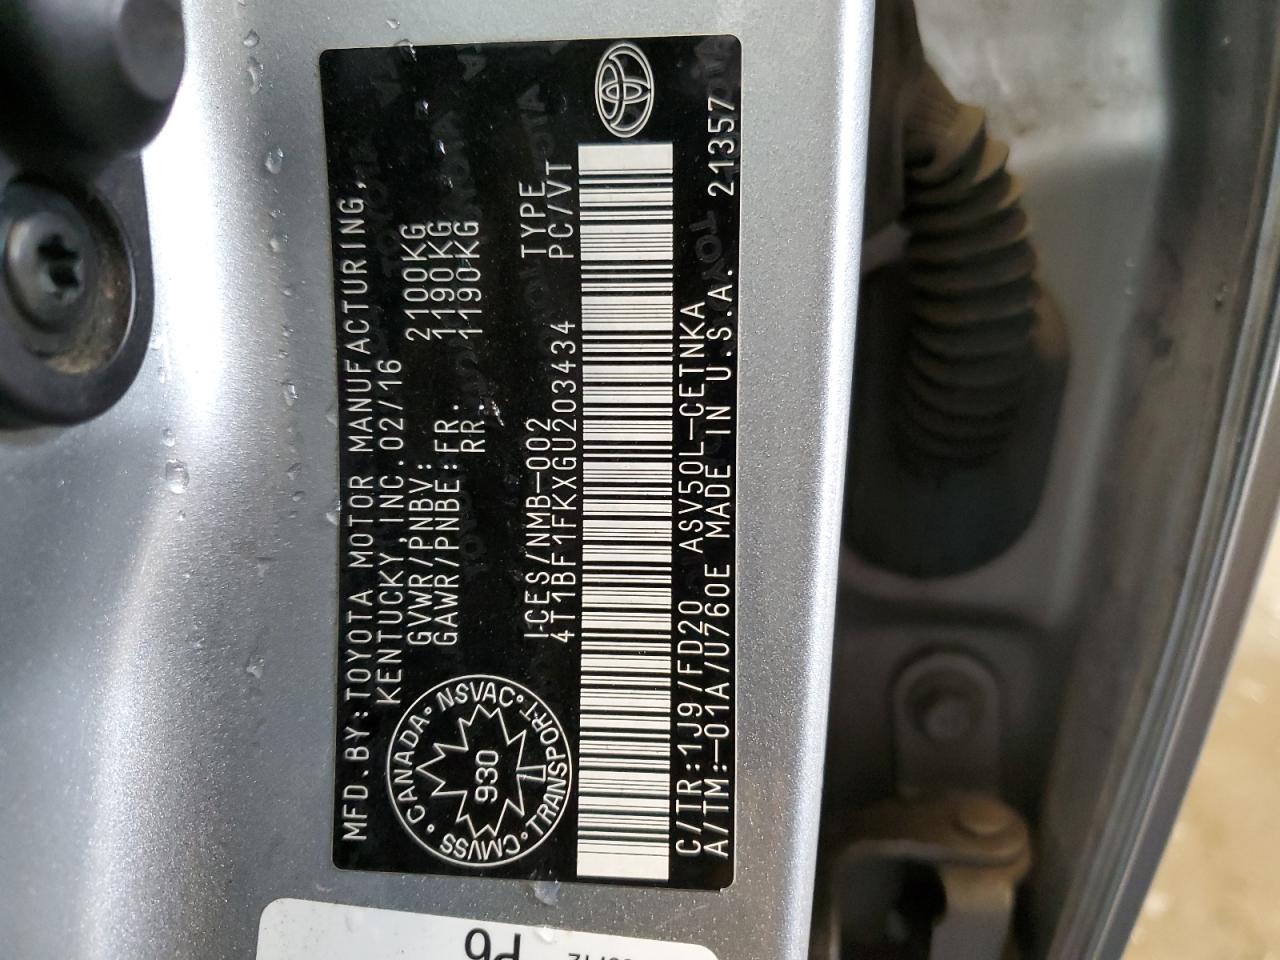 MFD.BY:TOYOTA MOTOR MANUFACTURING,
KENTUCKY,INC. 02/16
GVWR/PNBV: 2100KG
GAWR/PNBE:FR. 1190KG
RR. 1190KG
I-CES/NMB-002 TYPE
4T1BF1FKXGU203434 PC/VT
CANADA NSVAC TRANSPORT CMVSS
930
C/TR:1J9/FD20 ASV50L-CETNKA
A/TM:-01A/U760E MADE IN U.S.A. 21357
P6